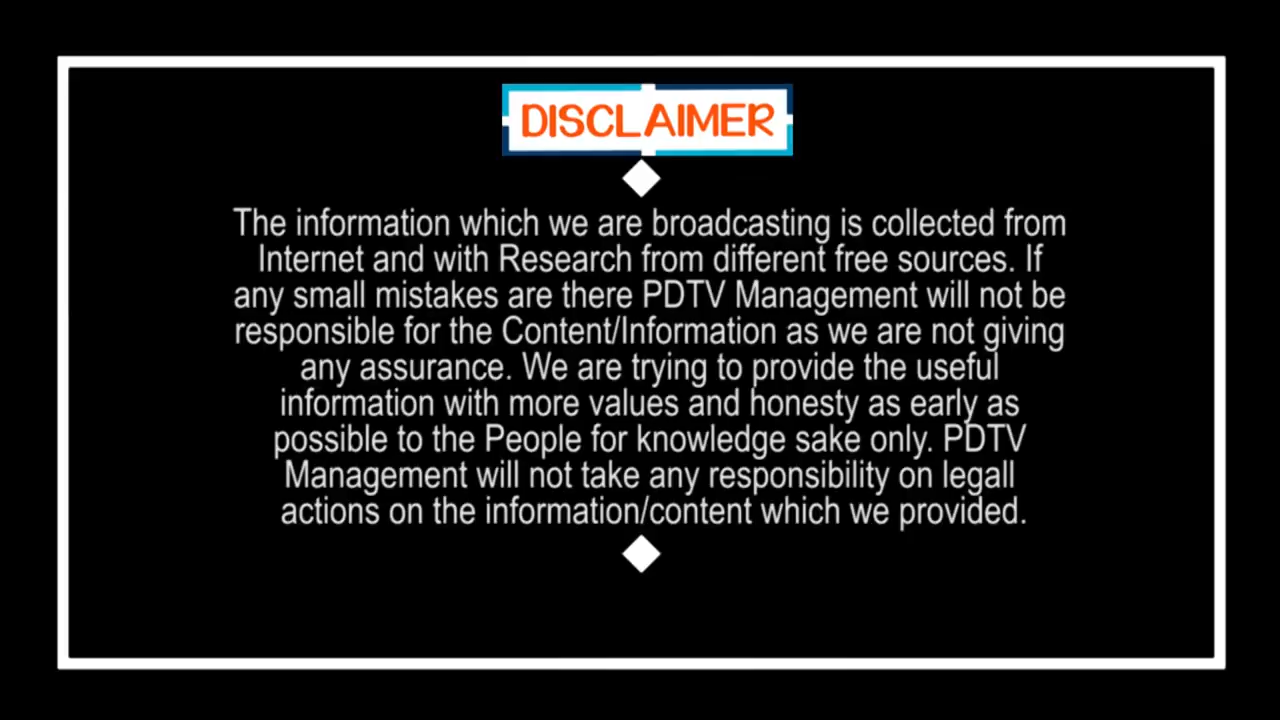 DISCLAIMER
The information which we are broadcasting is collected from
Internet and with Research from different free sources. If
any small mistakes are there PDTV Management will not be
responsible for the Content/Information as we are not giving
any assurance. We are trying to provide the useful
information with more values and honesty as early as
possible to the People for knowledge sake only. PDTV
Management will not take any responsibility on legall
actions on the information/content which we provided.